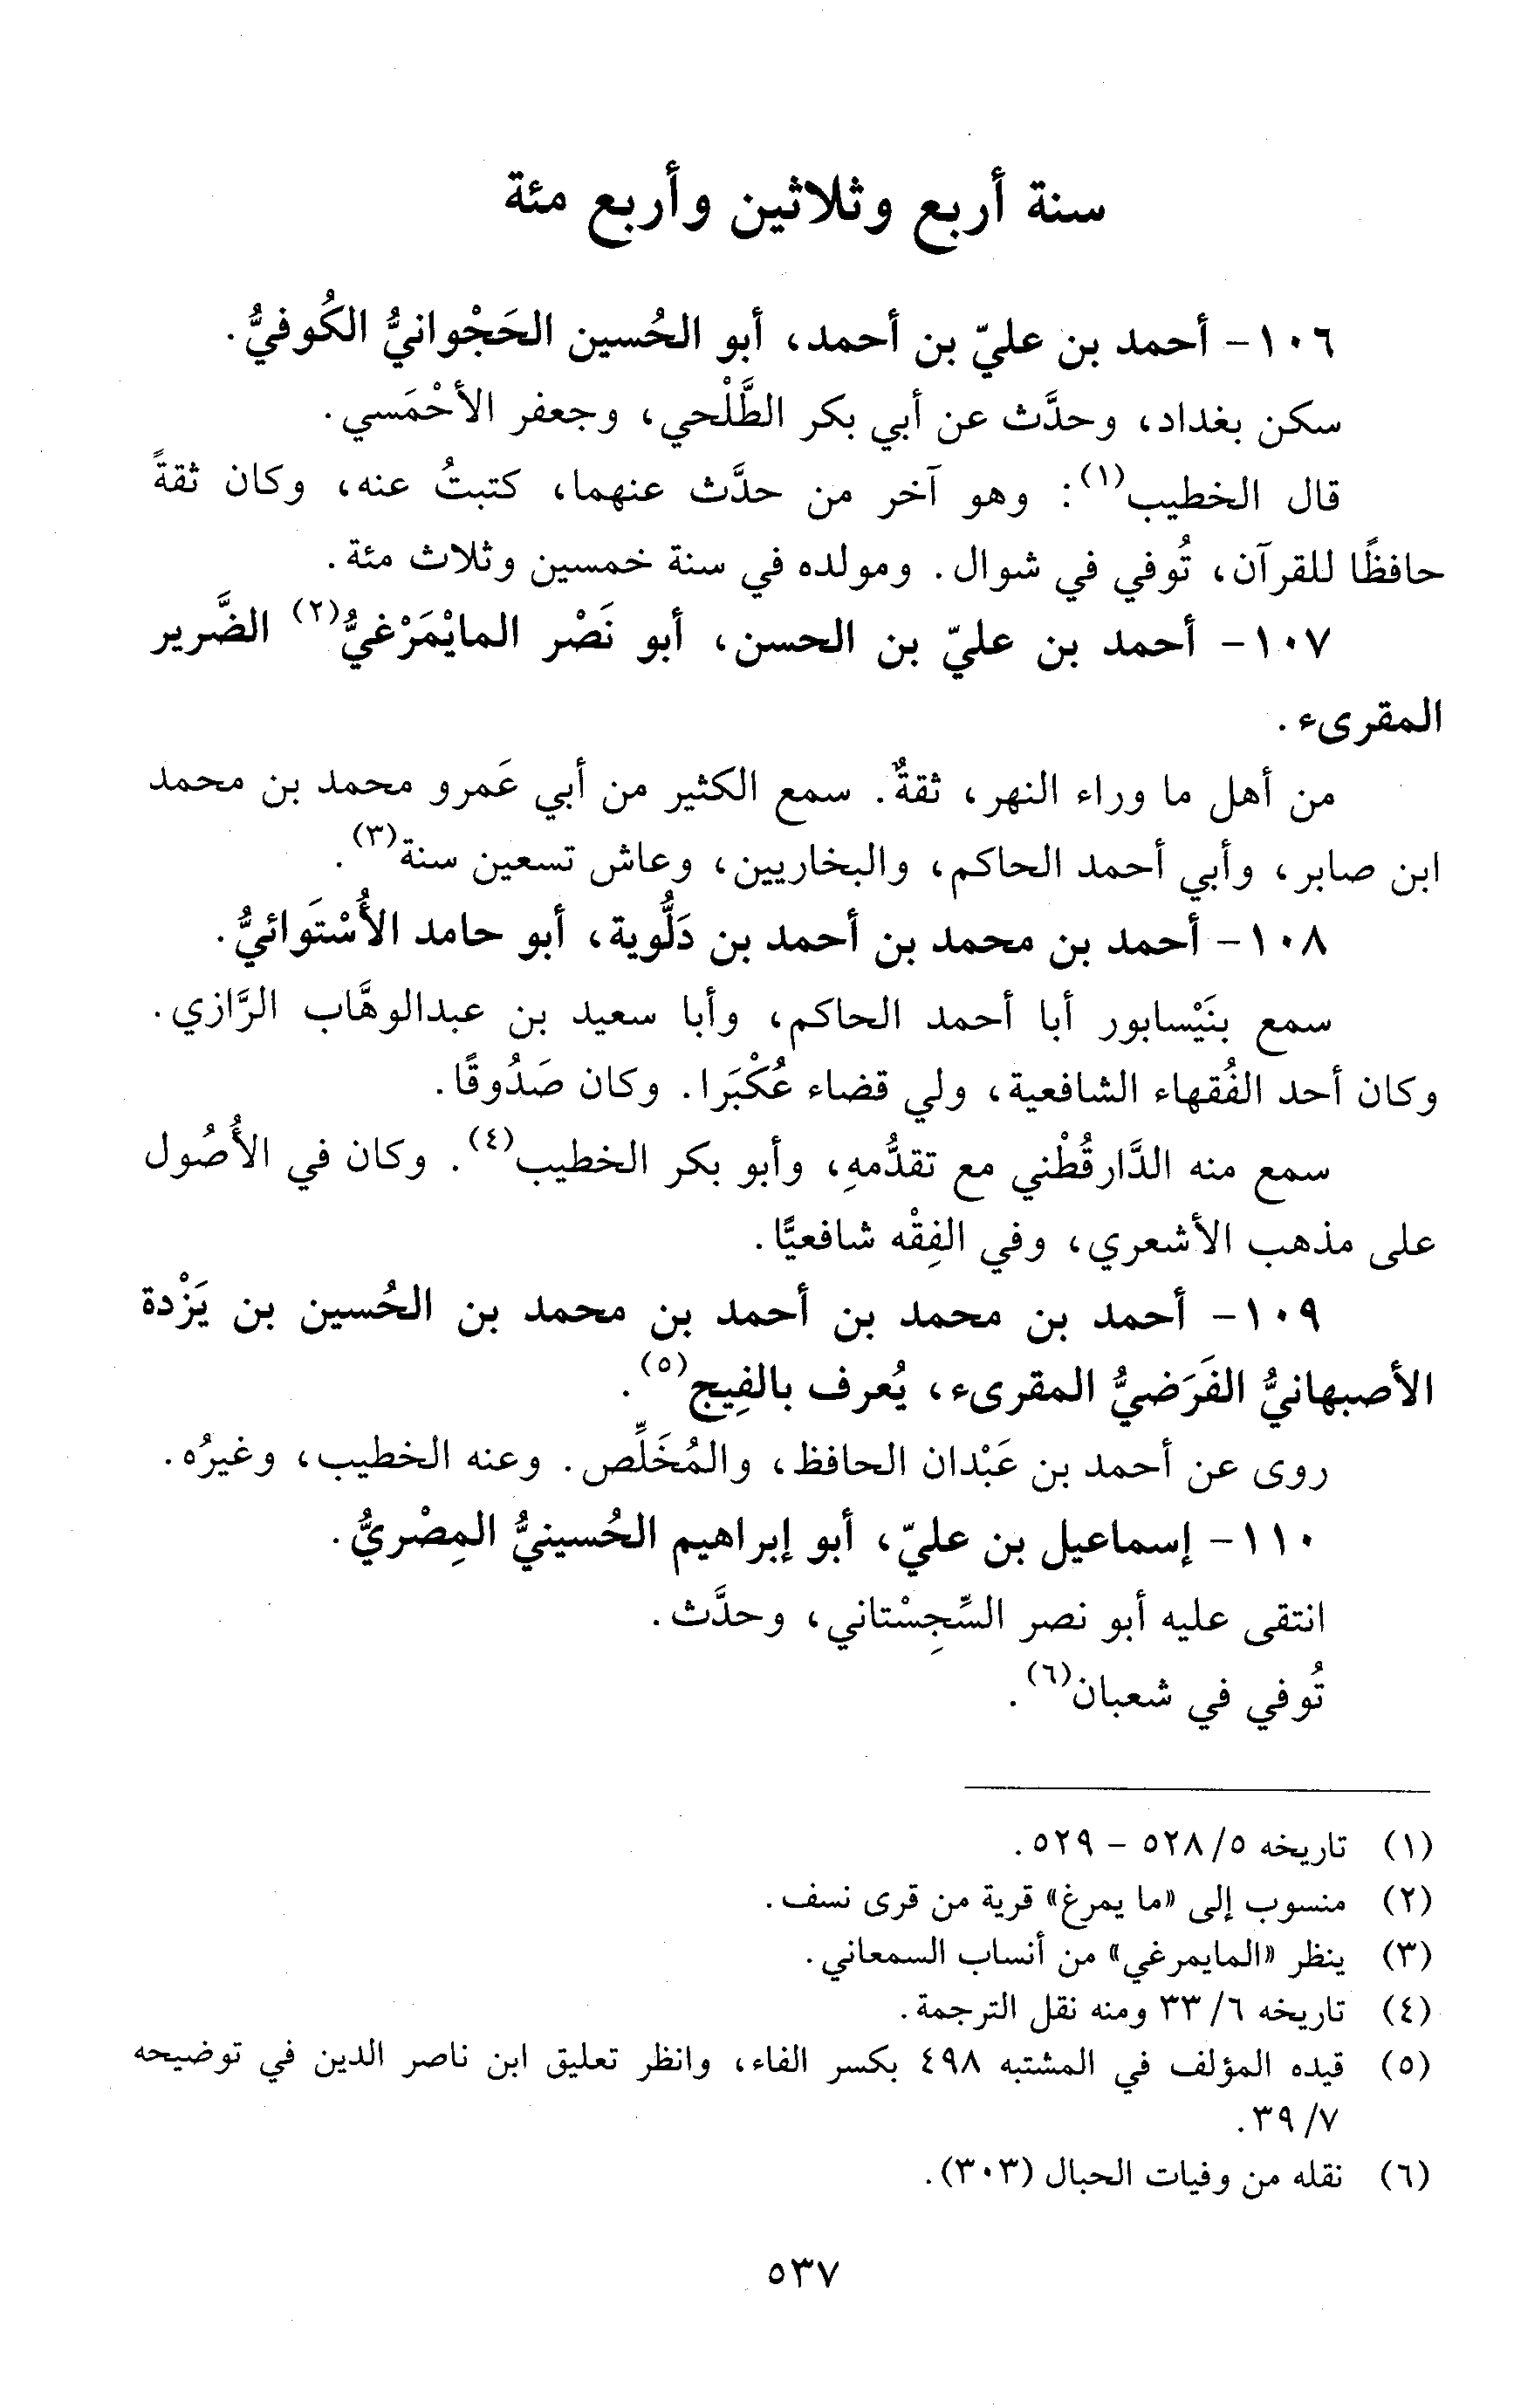 سنة أربع وثلاثين وأربع مئة
١٠٦- أحمد بن عليّ بن أحمد، أبو الحُسين الحَجْوانيُّ الكُوفيُّ.
سكن بغداد، وحدَّث عن أبي بكر الطَّلْحي، وجعفر الأحْمَسي.
قال الخطيب(١): وهو آخر من حدَّث عنهما، كتبتُ عنه، وكان ثقةً
حافظًا للقرآن، تُوفي في شوال. ومولده في سنة خمسين وثلاث مئة.
١٠٧- أحمد بن عليّ بن الحسن، أبو نَصْر المايْمَرْغيُّ(٢) الضَّرير
المقرىء.
من أهل ما وراء النهر، ثقةٌ. سمع الكثير من أبي عَمرو محمد بن محمد
ابن صابر، وأبي أحمد الحاكم، والبخاريين، وعاش تسعين سنة(٣).
١٠٨- أحمد بن محمد بن أحمد بن دَلُّوية، أبو حامد الأُسْتَوائيُّ.
سمع بنَيْسابور أبا أحمد الحاكم، وأبا سعيد بن عبدالوهَّاب الرَّازي.
وكان أحد الفُقهاء الشافعية، ولي قضاء عُكْبَرا. وكان صَدُوقًا.
سمع منه الدَّارقُطْني مع تقدُّمهِ، وأبو بكر الخطيب(٤). وكان في الأُصُول
على مذهب الأشعري، وفي الفِقْه شافعيًّا.
١٠٩- أحمد بن محمد بن أحمد بن محمد بن الحُسين بن يَزْدة
الأصبهانيُّ الفَرَضيُّ المقرىء، يُعرف بالفِيج(٥).
روى عن أحمد بن عَبْدان الحافظ، والمُخَلِّص. وعنه الخطيب، وغيرُه.
١١٠- إسماعيل بن عليّ، أبو إبراهيم الحُسينيُّ المِصْريُّ.
انتقى عليه أبو نصر السِّجِسْتاني، وحدَّث.
تُوفي في شعبان(٦).
(١) تاريخه ٥/ ٥٢٨ - ٥٢٩.
(٢) منسوب إلى «ما يمرغ» قرية من قرى نسف.
(٣) ينظر «المايمرغي» من أنساب السمعاني.
(٤) تاريخه ٦/ ٣٣ ومنه نقل الترجمة.
(٥) قيده المؤلف في المشتبه ٤٩٨ بكسر الفاء، وانظر تعليق ابن ناصر الدين في توضيحه
٧/ ٣٩.
(٦) نقله من وفيات الحبال (٣٠٣).
٥٣٧